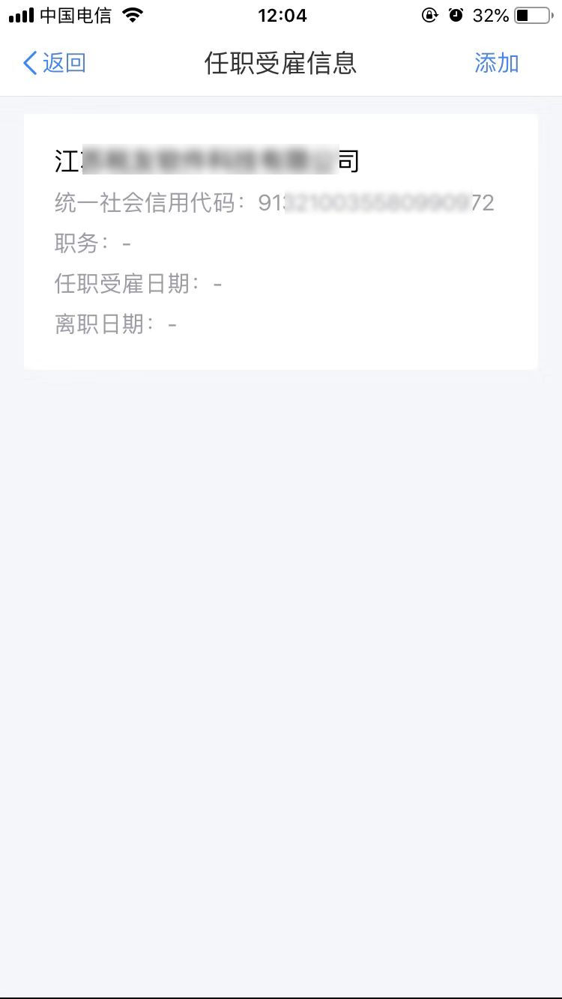 中国电信 12:04 32%
返回 任职受雇信息 添加
江 司
统一社会信用代码：91 72
职务：-
任职受雇日期：-
离职日期：-